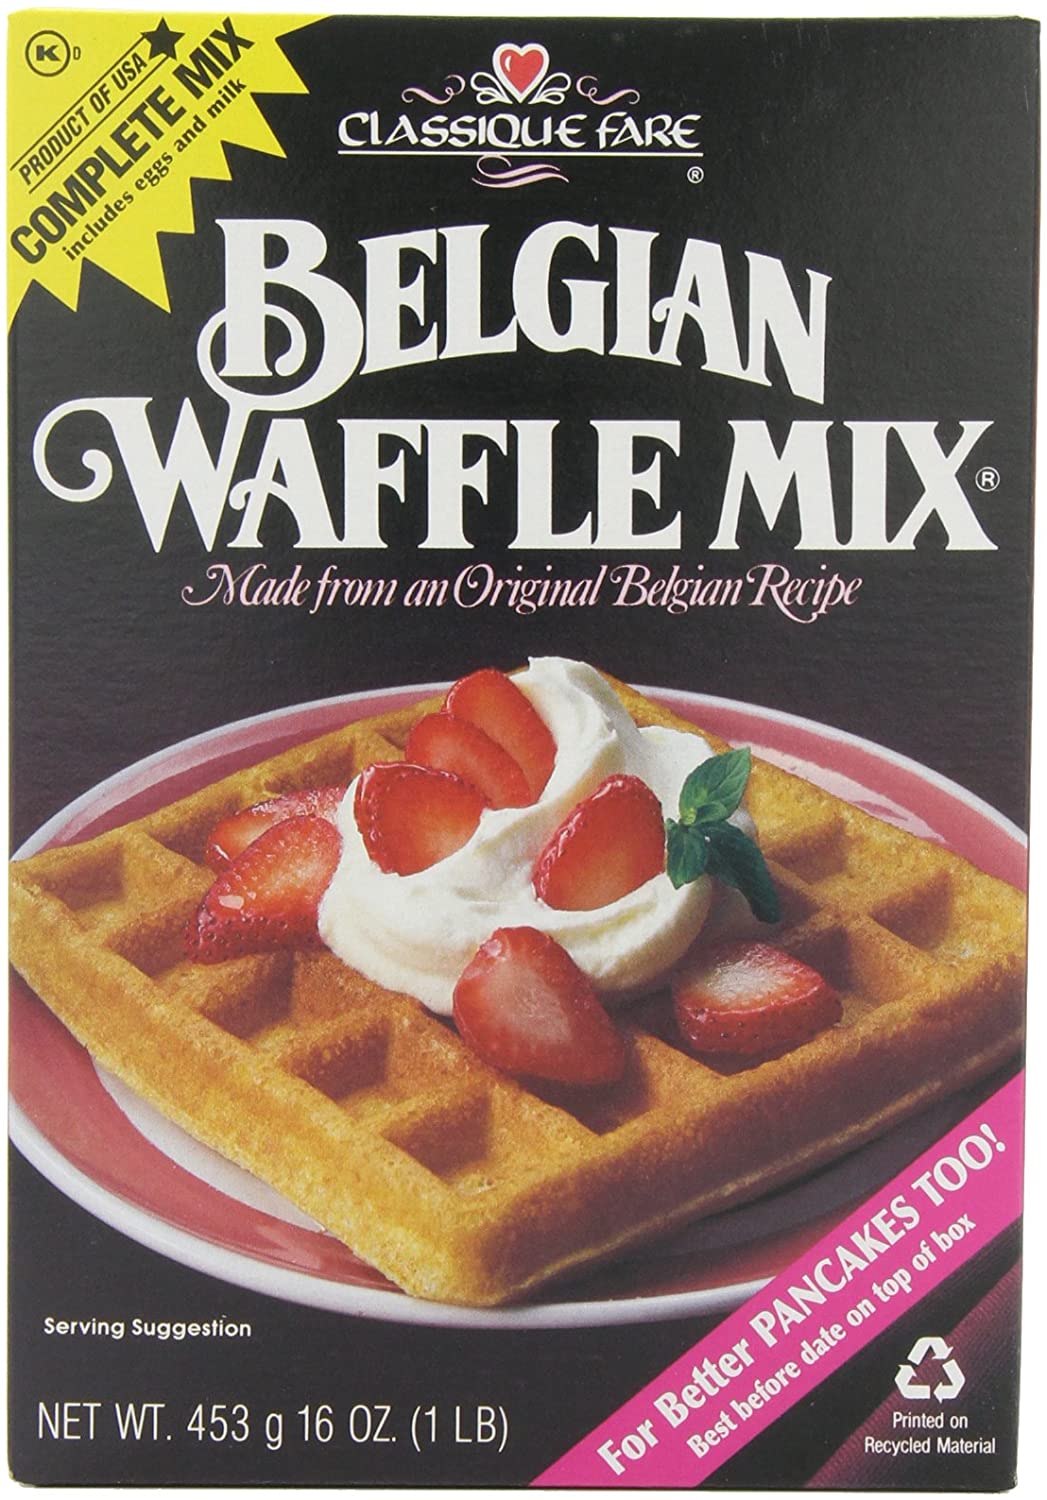 K D
PRODUCT OF USA
COMPLETE MIX
includes eggs and milk
CLASSIQUE FARE
®
BELGIAN
WAFFLE MIX®
Made from an Original Belgian Recipe
Serving Suggestion
NET WT. 453 g 16 OZ. (1 LB)
For Better PANCAKES TOO!
Best before date on top of box
Printed on
Recycled Material